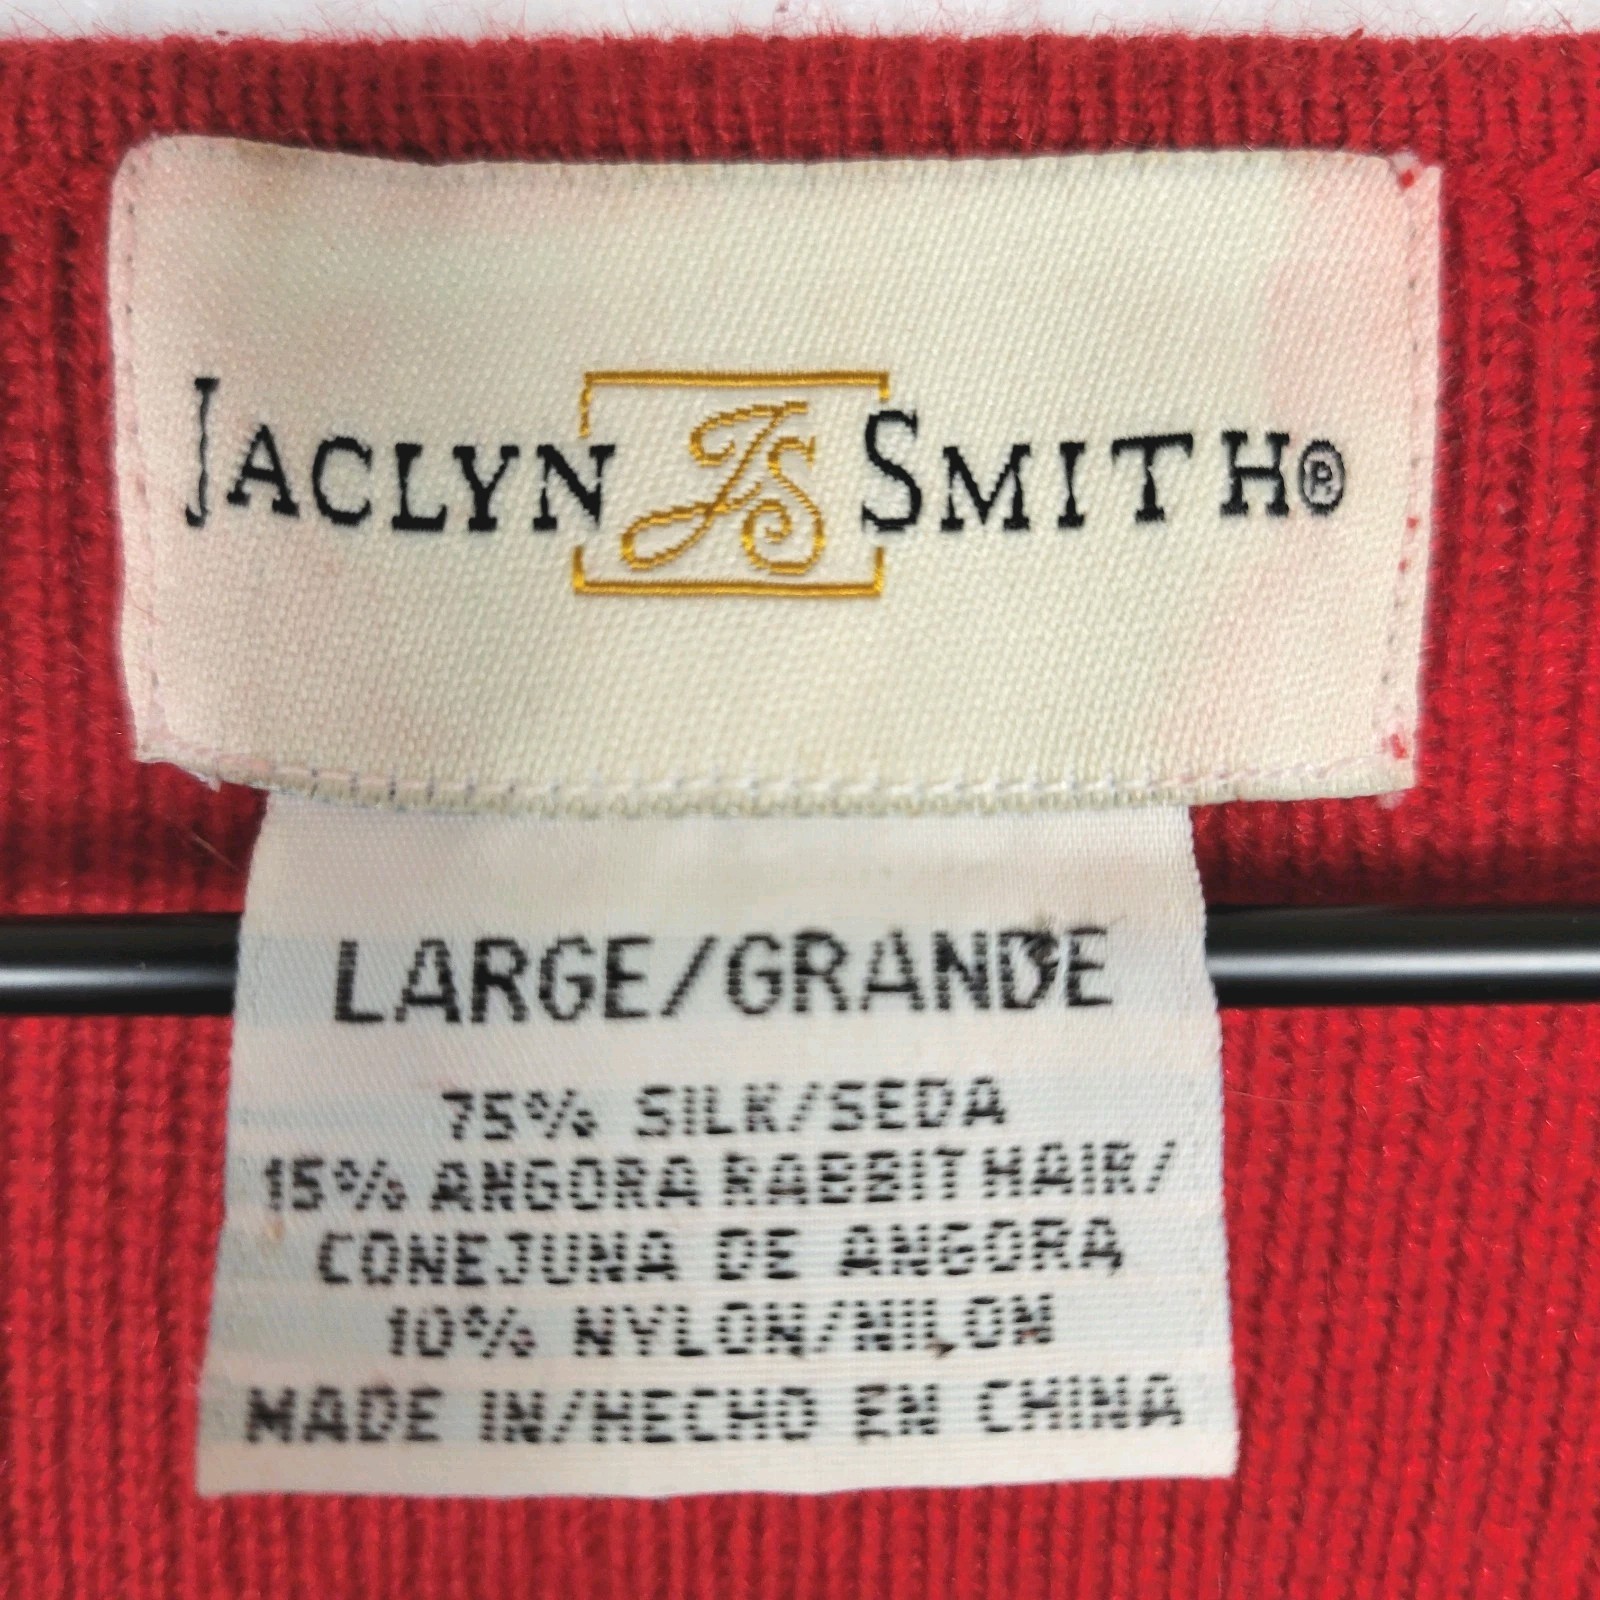 JACLYN JS SMITH®
LARGE/GRANDE
75% SILK/SEDA
15% ANGORA RABBIT HAIR/
CONEJUNA DE ANGORA
10% NYLON/NILON
MADE IN/HECHO EN CHINA